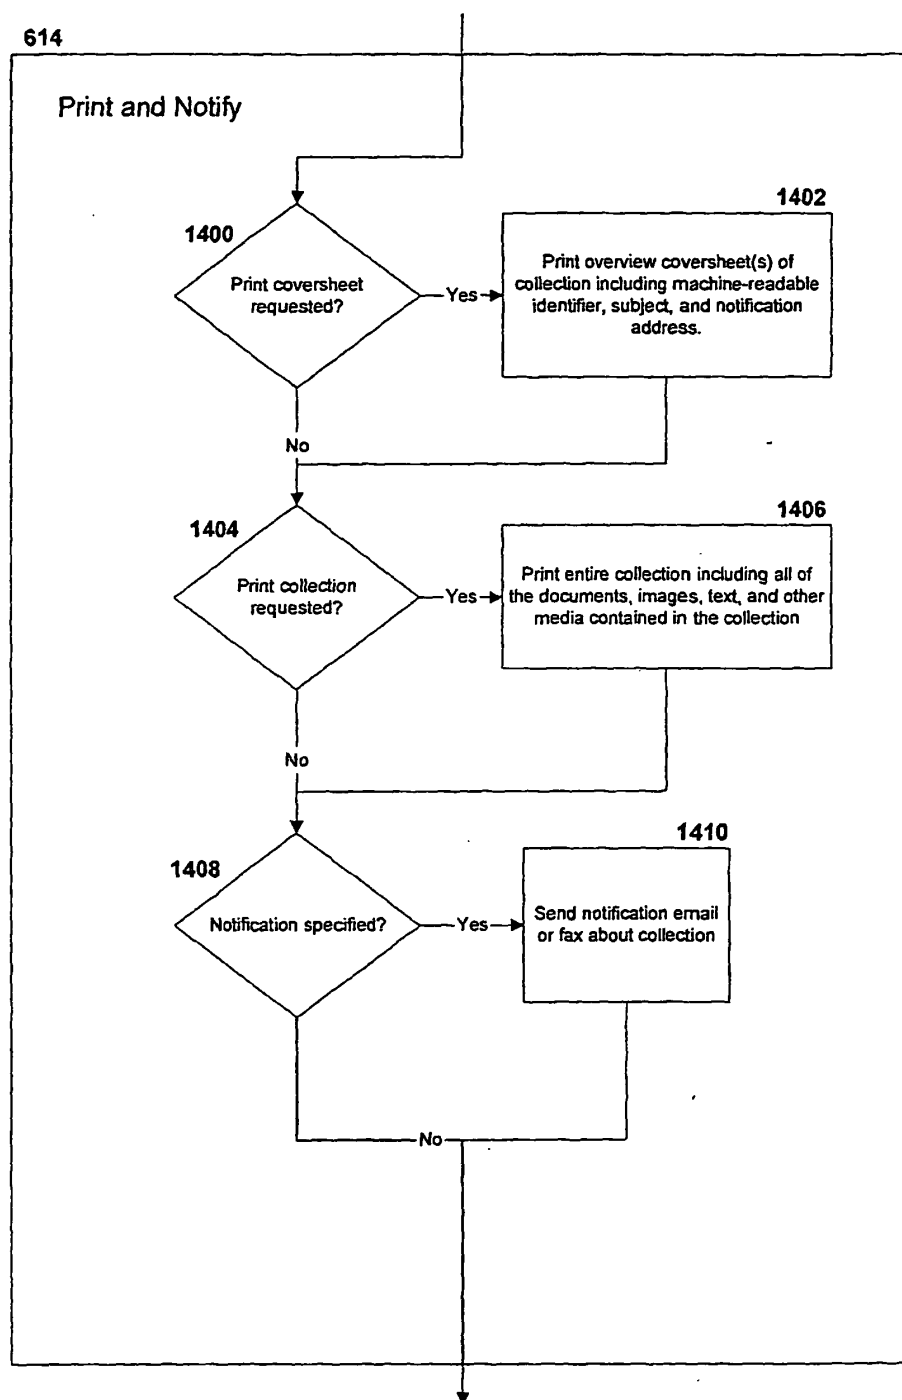 614
Print and Notify
1400
Print coversheet
requested?
Yes
1402
Print overview coversheet(s) of
collection including machine-readable
identifier, subject, and notification
address.
No
1404
Print collection
requested?
Yes
1406
Print entire collection including all of
the documents, images, text, and other
media contained in the collection
No
1408
Notification specified?
Yes
1410
Send notification email
or fax about collection
No